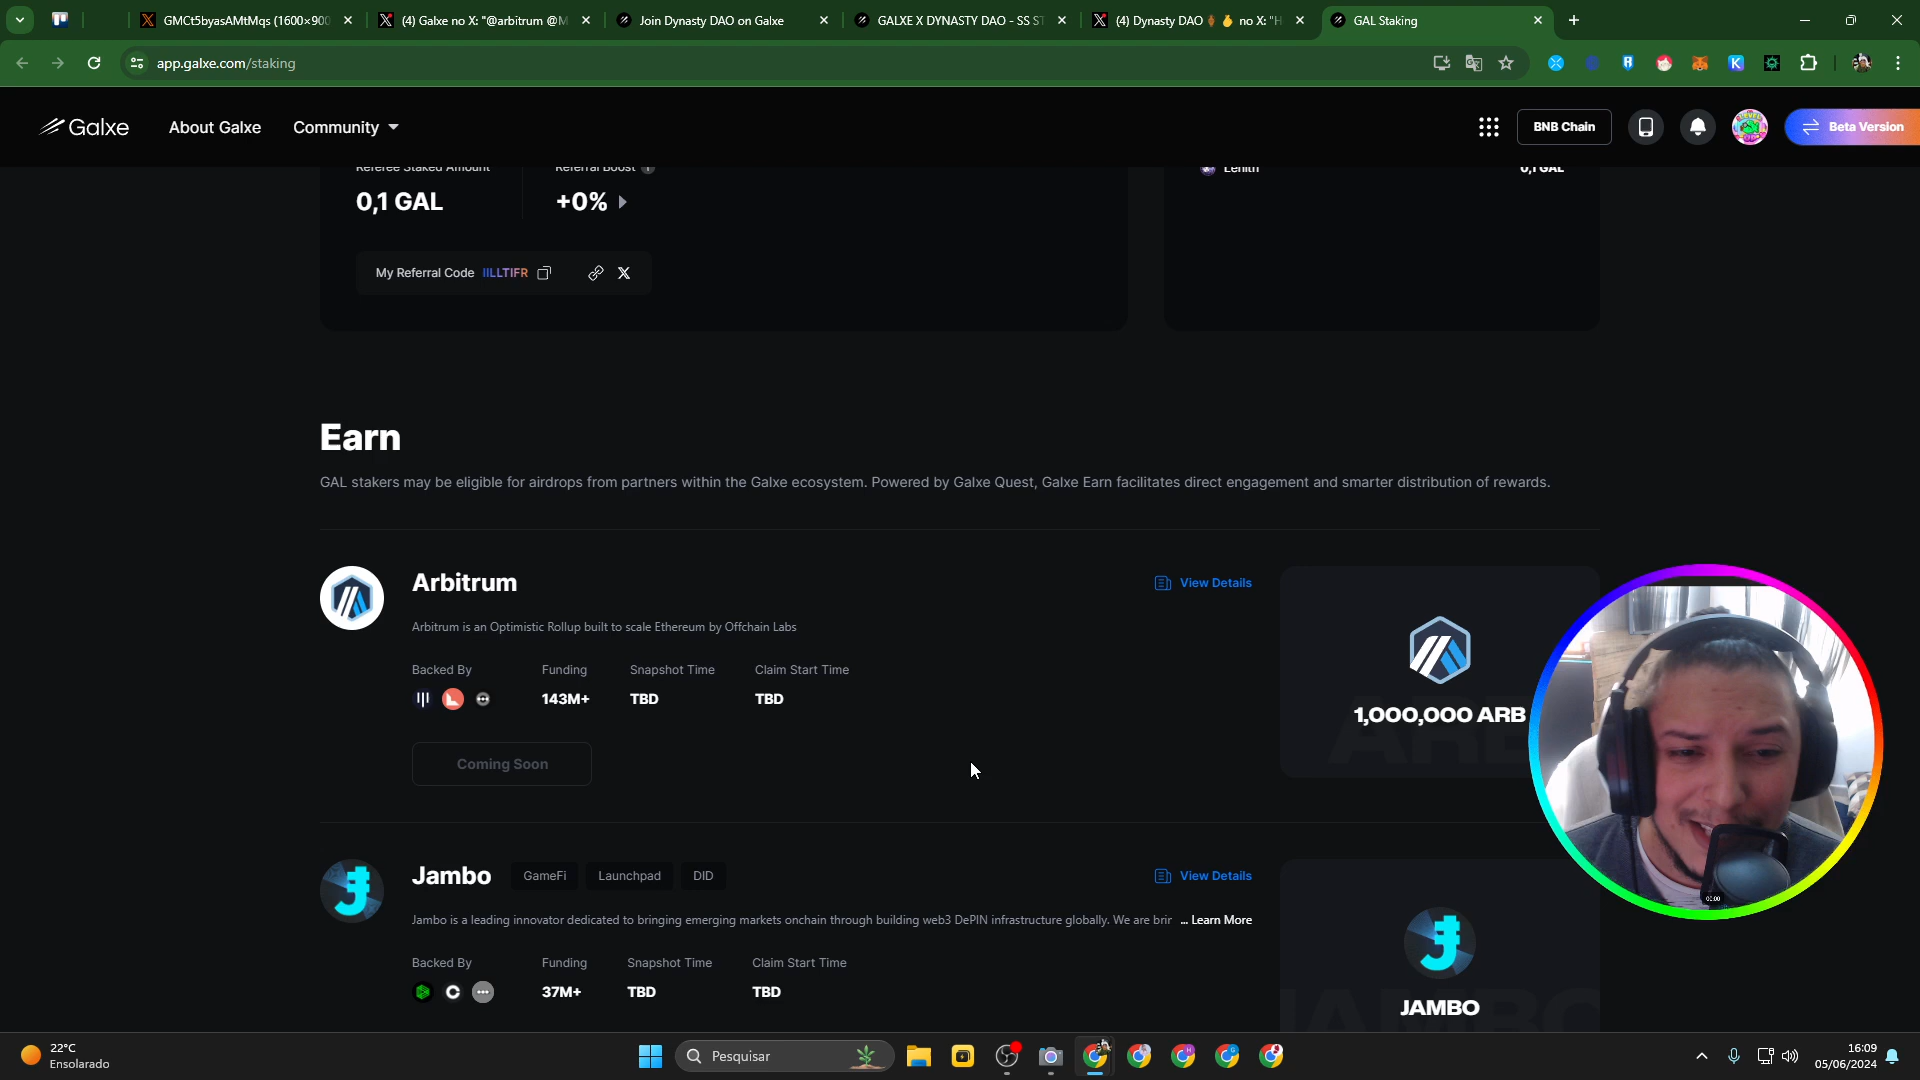 GMCt5byasAMtMqs (1600×900
(4) Galxe no X: "@arbitrum @M
Join Dynasty DAO on Galxe
GALXE X DYNASTY DAO - SS ST
(4) Dynasty DAO no X: "H
GAL Staking
app.galxe.com/staking
Galxe
About Galxe
Community
BNB Chain
Beta Version
Referee Staked Amount
Referral Boost
Zenith
0,1 GAL
0,1 GAL
+0%
My Referral Code IILLTIFR
Earn
GAL stakers may be eligible for airdrops from partners within the Galxe ecosystem. Powered by Galxe Quest, Galxe Earn facilitates direct engagement and smarter distribution of rewards.
Arbitrum
View Details
Arbitrum is an Optimistic Rollup built to scale Ethereum by Offchain Labs
Backed By
Funding
Snapshot Time
Claim Start Time
143M+
TBD
TBD
1,000,000 ARB
Coming Soon
Jambo
GameFi
Launchpad
DID
View Details
Jambo is a leading innovator dedicated to bringing emerging markets onchain through building web3 DePIN infrastructure globally. We are brir
... Learn More
Backed By
Funding
Snapshot Time
Claim Start Time
37M+
TBD
TBD
JAMBO
22°C
Ensolarado
Pesquisar
16:09
05/06/2024